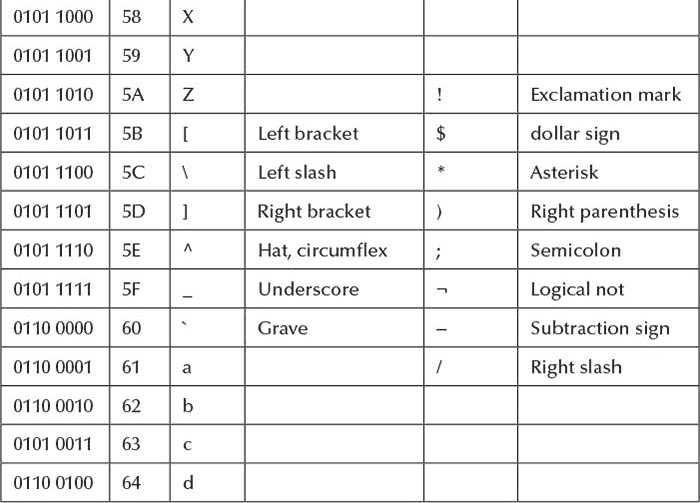 0101 1000 58 X
0101 1001 59 Y
0101 1010 5A Z ! Exclamation mark
0101 1011 5B [ Left bracket $ dollar sign
0101 1100 5C \ Left slash * Asterisk
0101 1101 5D ] Right bracket ) Right parenthesis
0101 1110 5E ^ Hat, circumflex ; Semicolon
0101 1111 5F _ Underscore ¬ Logical not
0110 0000 60 ` Grave – Subtraction sign
0110 0001 61 a / Right slash
0110 0010 62 b
0101 0011 63 c
0110 0100 64 d